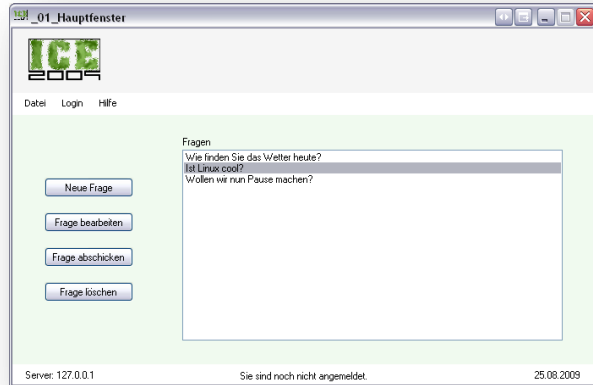 _01_Hauptfenster
ICE
2009
Datei Login Hilfe
Fragen
Wie finden Sie das Wetter heute?
Ist Linux cool?
Wollen wir nun Pause machen?
Neue Frage
Frage bearbeiten
Frage abschicken
Frage löschen
Server: 127.0.0.1 Sie sind noch nicht angemeldet. 25.08.2009